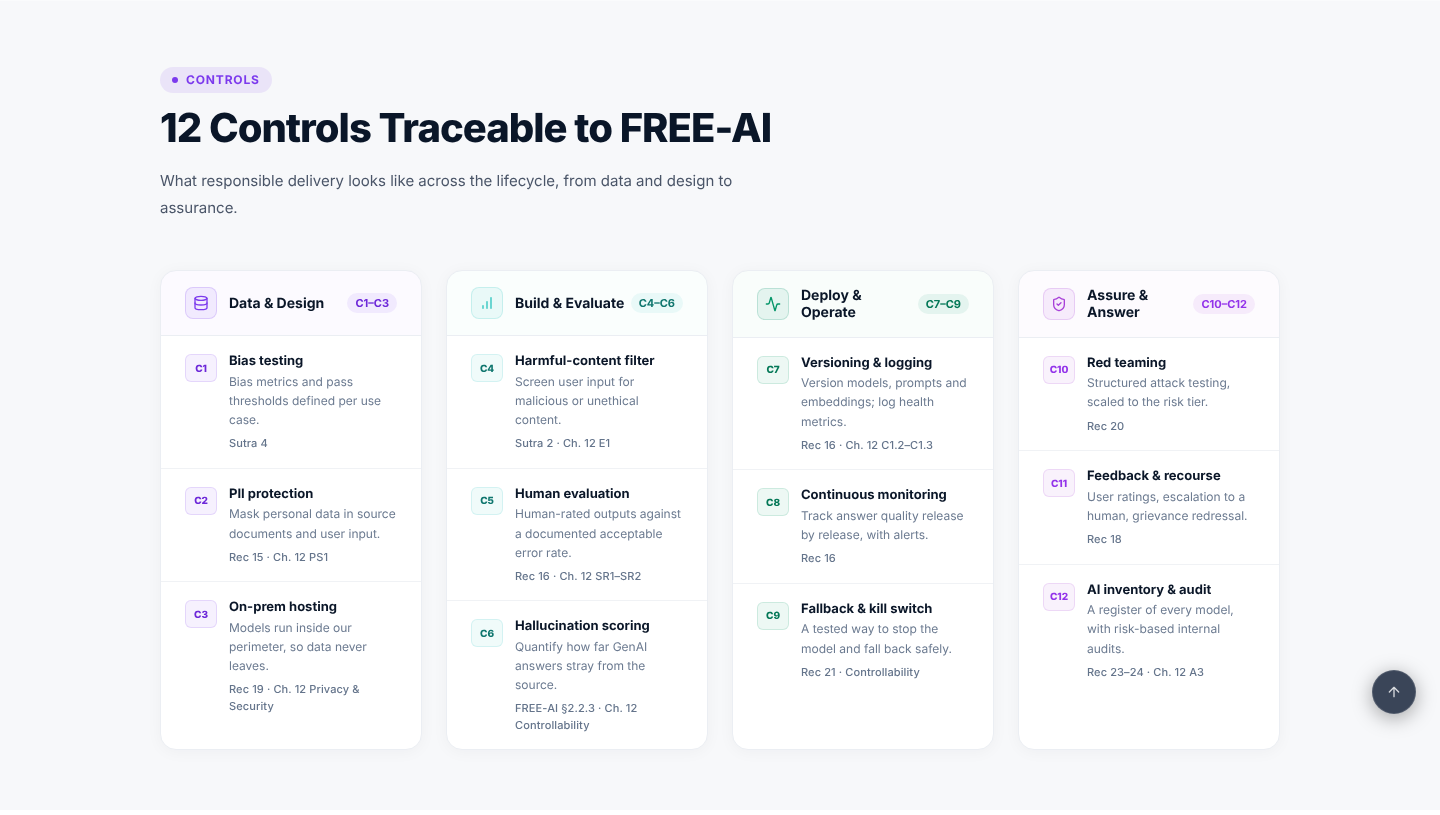 CONTROLS
12 Controls Traceable to FREE-AI
What responsible delivery looks like across the lifecycle, from data and design to
assurance.
Data & Design
C1–C3
C1
Bias testing
Bias metrics and pass
thresholds defined per use
case.
Sutra 4
C2
PII protection
Mask personal data in source
documents and user input.
Rec 15 · Ch. 12 PS1
C3
On-prem hosting
Models run inside our
perimeter, so data never
leaves.
Rec 19 · Ch. 12 Privacy &
Security
Build & Evaluate
C4–C6
C4
Harmful-content filter
Screen user input for
malicious or unethical
content.
Sutra 2 · Ch. 12 E1
C5
Human evaluation
Human-rated outputs against
a documented acceptable
error rate.
Rec 16 · Ch. 12 SR1–SR2
C6
Hallucination scoring
Quantify how far GenAI
answers stray from the
source.
FREE-AI §2.2.3 · Ch. 12
Controllability
Deploy &
Operate
C7–C9
C7
Versioning & logging
Version models, prompts and
embeddings; log health
metrics.
Rec 16 · Ch. 12 C1.2–C1.3
C8
Continuous monitoring
Track answer quality release
by release, with alerts.
Rec 16
C9
Fallback & kill switch
A tested way to stop the
model and fall back safely.
Rec 21 · Controllability
Assure &
Answer
C10–C12
C10
Red teaming
Structured attack testing,
scaled to the risk tier.
Rec 20
C11
Feedback & recourse
User ratings, escalation to a
human, grievance redressal.
Rec 18
C12
AI inventory & audit
A register of every model,
with risk-based internal
audits.
Rec 23–24 · Ch. 12 A3